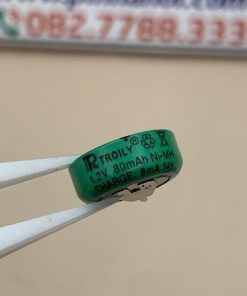 082.7788.333
TROILY
1.2V 80mAh Ni-MH
CHARGE: 8mA 14h